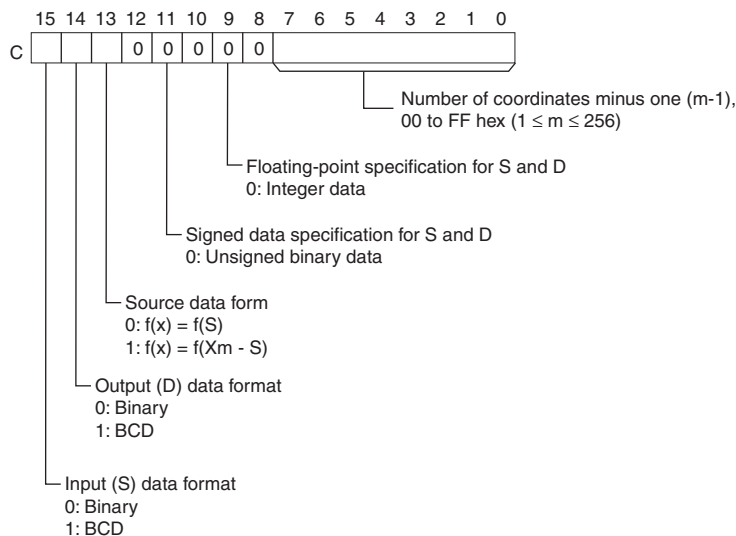 15 14 13 12 11 10 9 8 7 6 5 4 3 2 1 0
C 0 0 0 0 0
Number of coordinates minus one (m-1),
00 to FF hex (1 ≤ m ≤ 256)
Floating-point specification for S and D
0: Integer data
Signed data specification for S and D
0: Unsigned binary data
Source data form
0: f(x) = f(S)
1: f(x) = f(Xm - S)
Output (D) data format
0: Binary
1: BCD
Input (S) data format
0: Binary
1: BCD